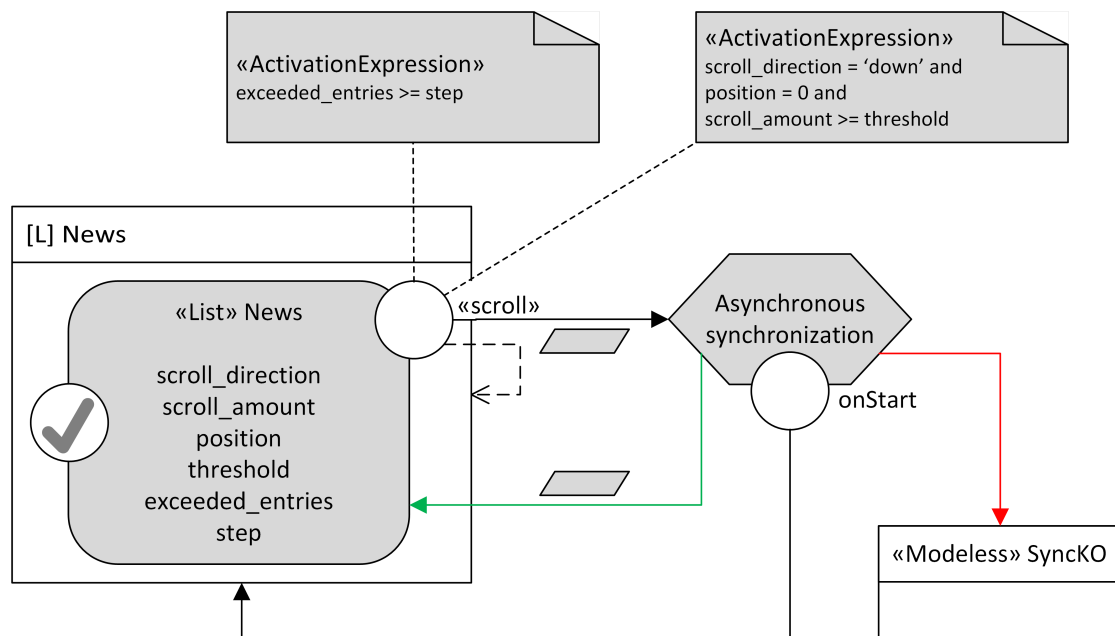 «ActivationExpression»
exceeded_entries >= step
«ActivationExpression»
scroll_direction = ‘down’ and
position = 0 and
scroll_amount >= threshold
[L] News
«List» News
scroll_direction
scroll_amount
position
threshold
exceeded_entries
step
«scroll»
Asynchronous
synchronization
onStart
«Modeless» SyncKO